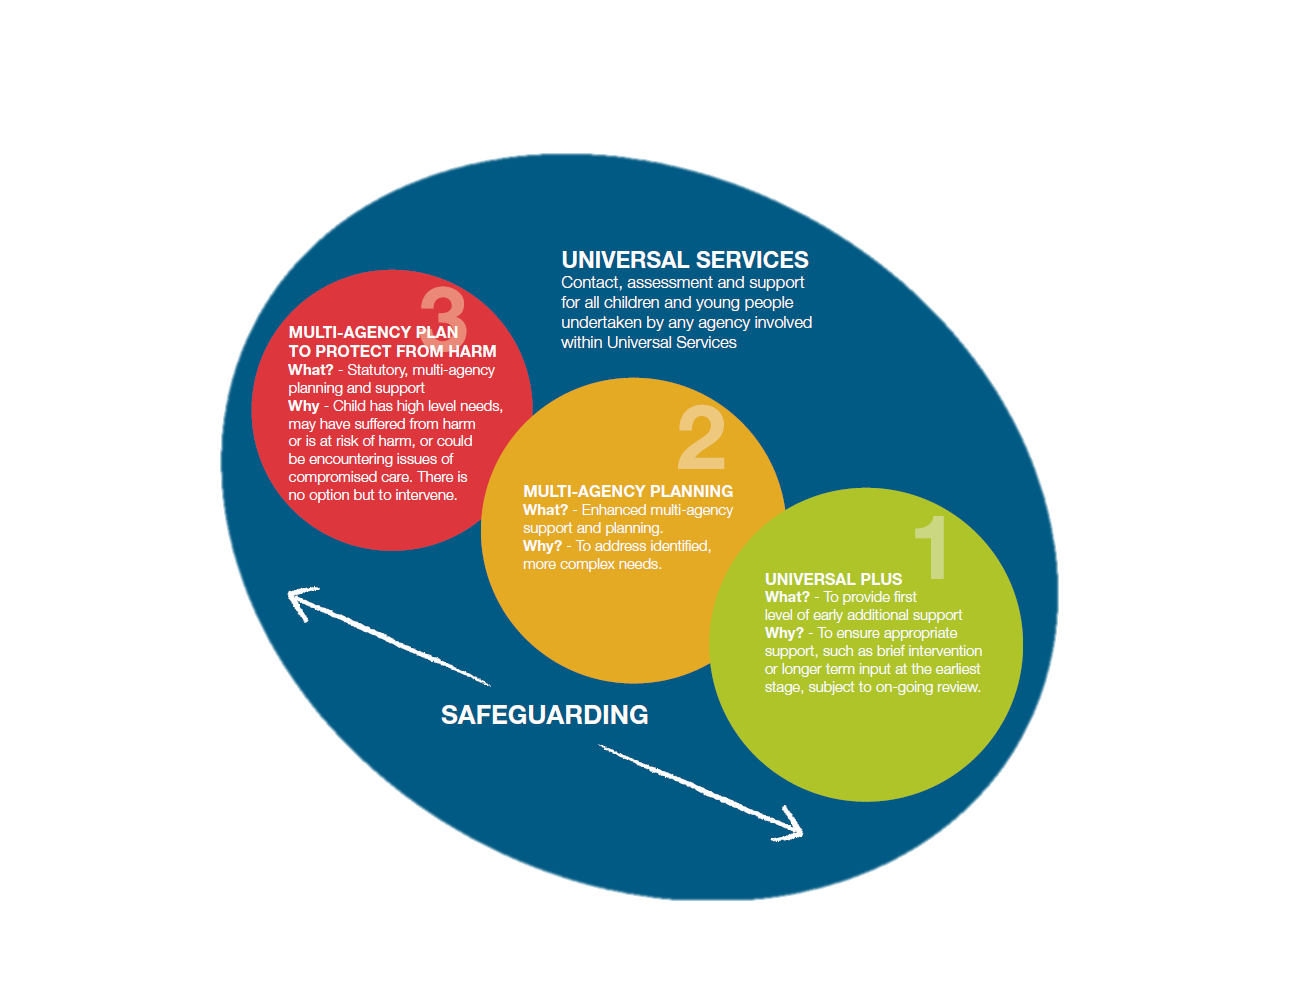 UNIVERSAL SERVICES
Contact, assessment and support
for all children and young people
undertaken by any agency involved
within Universal Services
3
MULTI-AGENCY PLAN
TO PROTECT FROM HARM
What? - Statutory, multi-agency
planning and support
Why - Child has high level needs,
may have suffered from harm
or is at risk of harm, or could
be encountering issues of
compromised care. There is
no option but to intervene.
2
MULTI-AGENCY PLANNING
What? - Enhanced multi-agency
support and planning.
Why? - To address identified,
more complex needs.
1
UNIVERSAL PLUS
What? - To provide first
level of early additional support
Why? - To ensure appropriate
support, such as brief intervention
or longer term input at the earliest
stage, subject to on-going review.
SAFEGUARDING